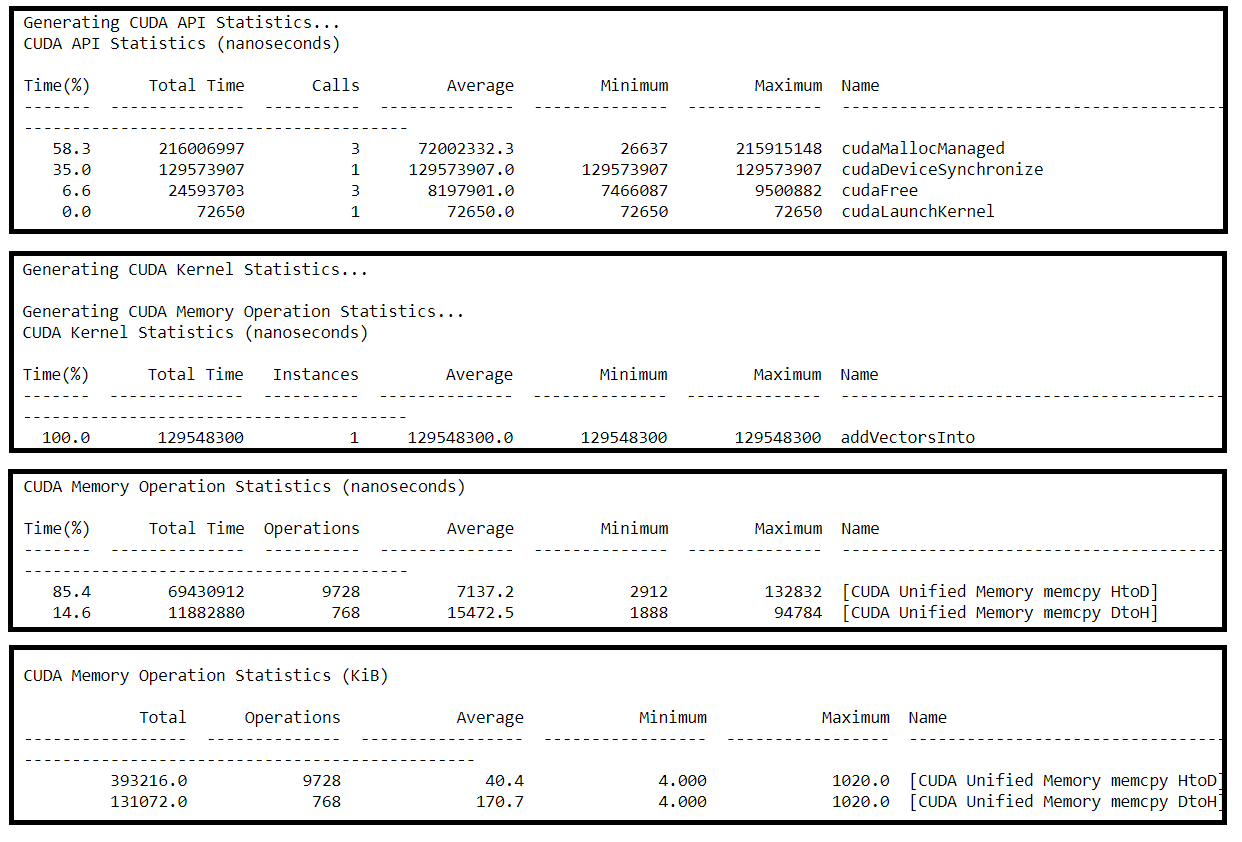 Generating CUDA API Statistics...
CUDA API Statistics (nanoseconds)
Time(%) Total Time Calls Average Minimum Maximum Name
------- -------------- ---------- -------------- -------------- -------------- ----------------------------------------
----------------------------------------
58.3 216006997 3 72002332.3 26637 215915148 cudaMallocManaged
35.0 129573907 1 129573907.0 129573907 129573907 cudaDeviceSynchronize
6.6 24593703 3 8197901.0 7466087 9500882 cudaFree
0.0 72650 1 72650.0 72650 72650 cudaLaunchKernel
Generating CUDA Kernel Statistics...
Generating CUDA Memory Operation Statistics...
CUDA Kernel Statistics (nanoseconds)
Time(%) Total Time Instances Average Minimum Maximum Name
------- -------------- ---------- -------------- -------------- -------------- ----------------------------------------
----------------------------------------
100.0 129548300 1 129548300.0 129548300 129548300 addVectorsInto
CUDA Memory Operation Statistics (nanoseconds)
Time(%) Total Time Operations Average Minimum Maximum Name
------- -------------- ---------- -------------- -------------- -------------- ----------------------------------------
----------------------------------------
85.4 69430912 9728 7137.2 2912 132832 [CUDA Unified Memory memcpy HtoD]
14.6 11882880 768 15472.5 1888 94784 [CUDA Unified Memory memcpy DtoH]
CUDA Memory Operation Statistics (KiB)
Total Operations Average Minimum Maximum Name
----------------- -------------- ----------------- ----------------- ----------------- ---------------------------------
-----------------------------------------------
393216.0 9728 40.4 4.000 1020.0 [CUDA Unified Memory memcpy HtoD]
131072.0 768 170.7 4.000 1020.0 [CUDA Unified Memory memcpy DtoH]